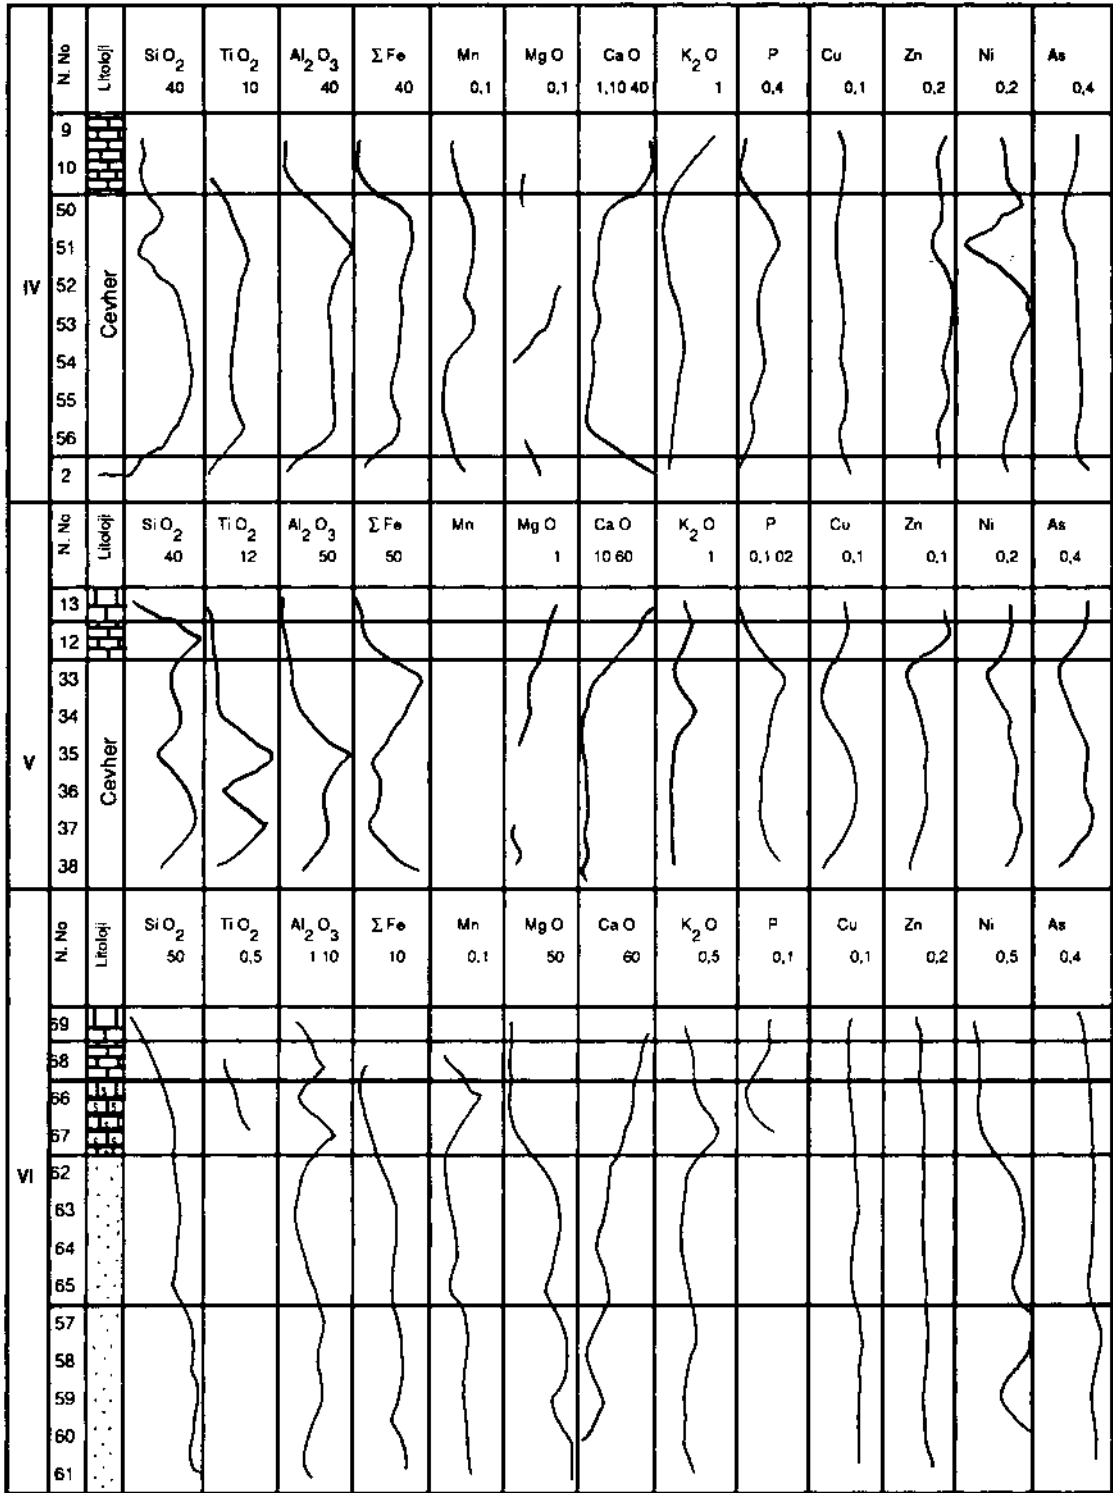 N. No Litoloji SiO2 TiO2 Al2O3 ΣFe Mn MgO CaO K2O P Cu Zn Ni As
40 10 40 40 0,1 0,1 1,10 40 1 0,4 0,1 0,2 0,2 0,4
9
10
50
51
IV
52
Cevher
53
54
55
56
2
N. No Litoloji SiO2 TiO2 Al2O3 ΣFe Mn MgO CaO K2O P Cu Zn Ni As
40 12 50 50 1 10 60 1 0,1 02 0,1 0,1 0,2 0,4
13
12
33
34
V
35
Cevher
36
37
38
N. No Litoloji SiO2 TiO2 Al2O3 ΣFe Mn MgO CaO K2O P Cu Zn Ni As
50 0,5 1 10 10 0,1 50 60 0,5 0,1 0,1 0,2 0,5 0,4
69
68
66
67
VI
62
63
64
65
57
58
59
60
61